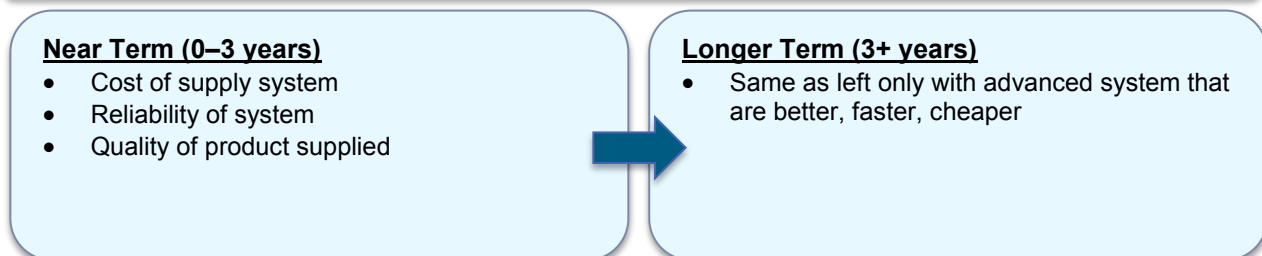 Near Term (0–3 years)
• Cost of supply system
• Reliability of system
• Quality of product supplied
Longer Term (3+ years)
• Same as left only with advanced system that
are better, faster, cheaper